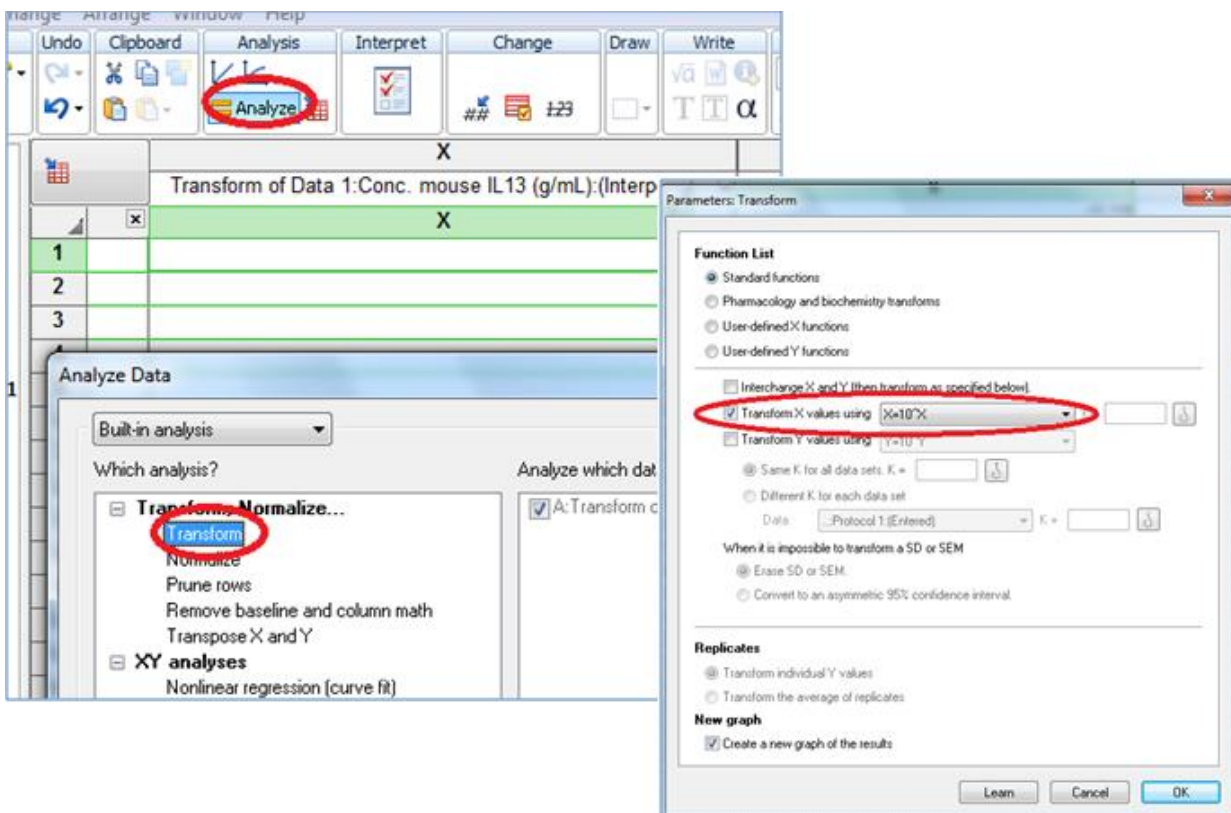 Change Arrange Window Help
Undo Clipboard Analysis Interpret Change Draw Write
√α
Analyze ## 123 T T α
X
Transform of Data 1:Conc. mouse IL13 (g/mL):(Interp
X
1
2
3
1
Analyze Data
Built-in analysis
Which analysis? Analyze which dat
Transform, Normalize... A:Transform c
Transform
Normalize
Prune rows
Remove baseline and column math
Transpose X and Y
XY analyses
Nonlinear regression (curve fit)
Parameters: Transform
Function List
Standard functions
Pharmacology and biochemistry transforms
User-defined X functions
User-defined Y functions
Interchange X and Y (then transform as specified below).
Transform X values using X=10^X
Transform Y values using Y=10^Y
Same K for all data sets. K =
Different K for each data set
Data: ...:Protocol 1:(Entered) K =
When it is impossible to transform a SD or SEM
Erase SD or SEM.
Convert to an asymmetric 95% confidence interval.
Replicates
Transform individual Y values
Transform the average of replicates
New graph
Create a new graph of the results
Learn Cancel OK